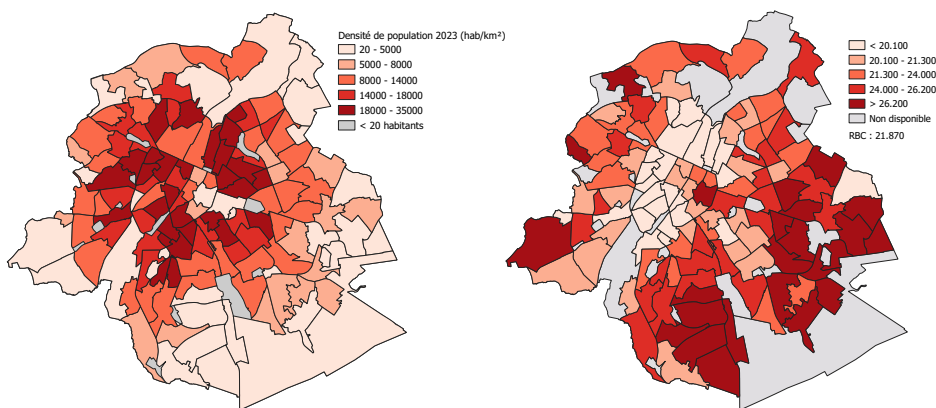 Densité de population 2023 (hab/km²)
20 - 5000
5000 - 8000
8000 - 14000
14000 - 18000
18000 - 35000
< 20 habitants
< 20.100
20.100 - 21.300
21.300 - 24.000
24.000 - 26.200
> 26.200
Non disponible
RBC : 21.870